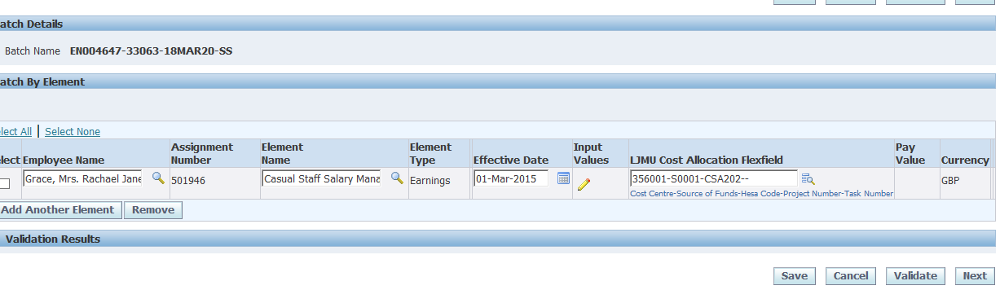 atch Details
Batch Name EN004647-33063-18MAR20-SS
atch By Element
elect All Select None
elect Employee Name Assignment Number Element Name Element Type Effective Date Input Values LJMU Cost Allocation Flexfield Pay Value Currency
Grace, Mrs. Rachael Jane 501946 Casual Staff Salary Mana Earnings 01-Mar-2015 356001-S0001-CSA202-- GBP
Cost Centre-Source of Funds-Hesa Code-Project Number-Task Number
Add Another Element Remove
Validation Results
Save Cancel Validate Next